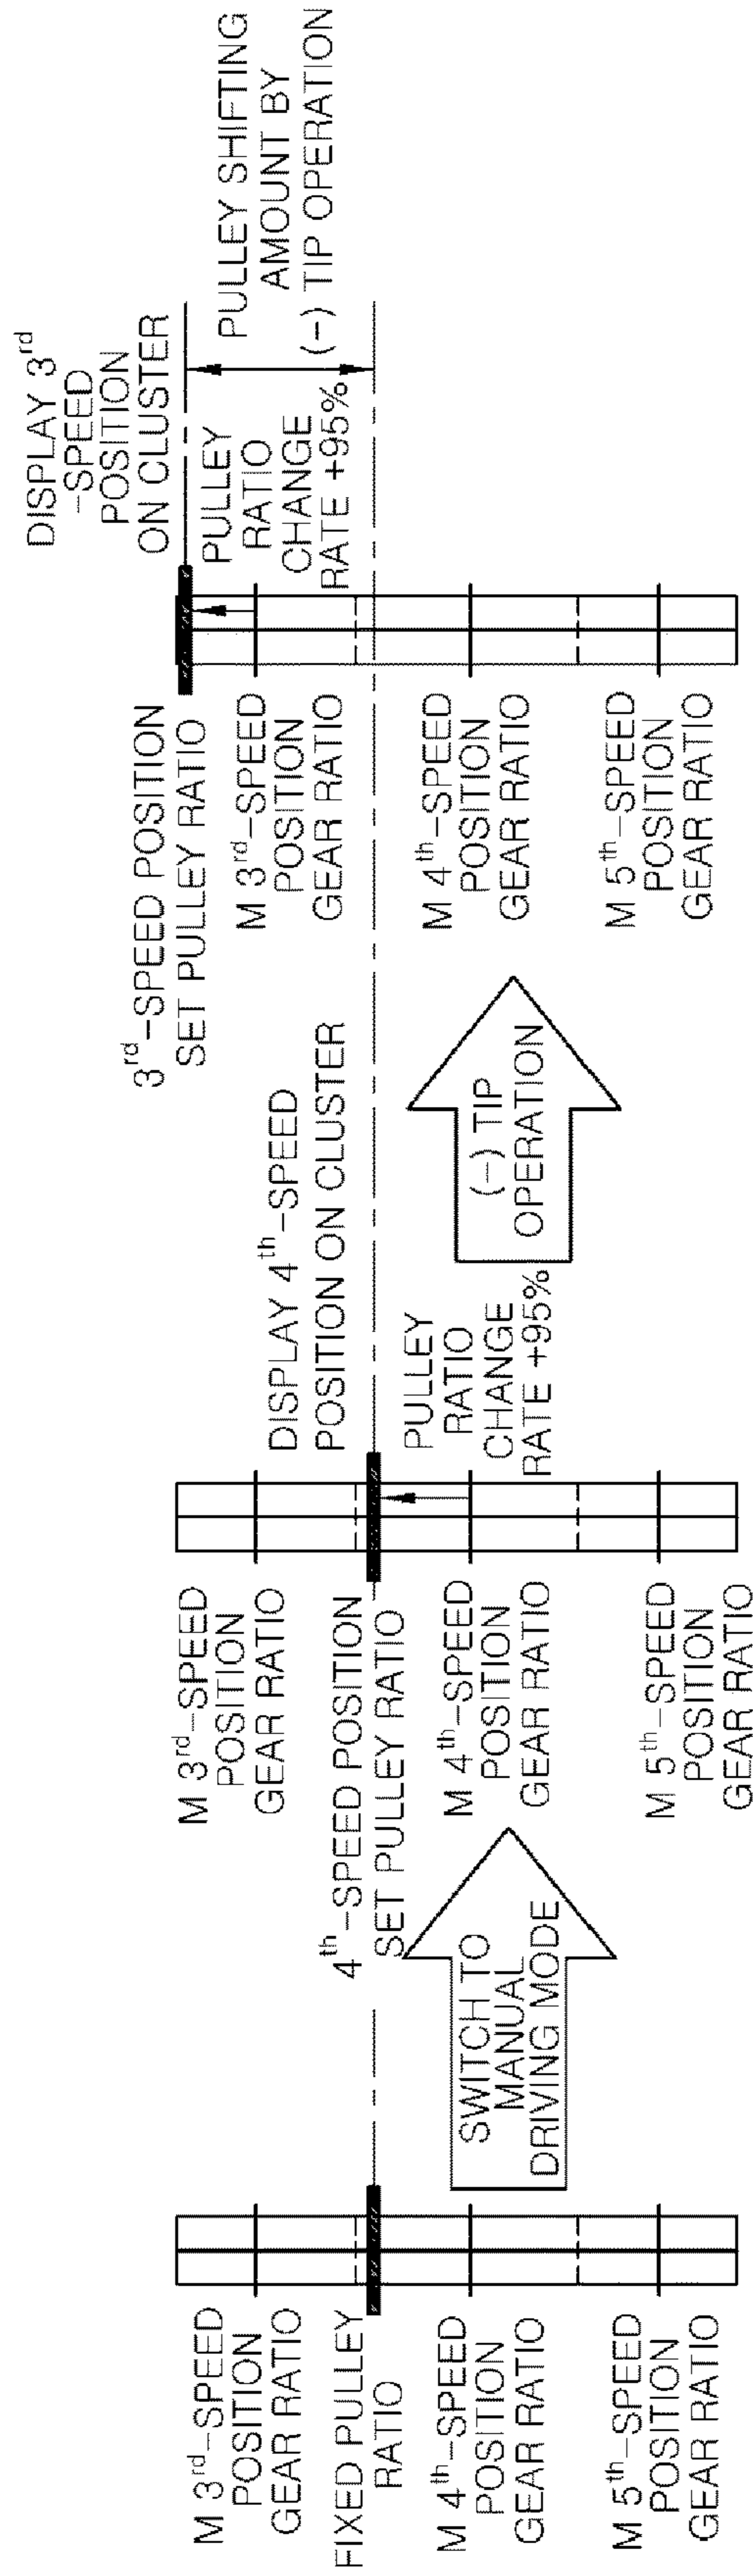 M 3rd-SPEED
POSITION
GEAR RATIO
FIXED PULLEY
RATIO
M 4th-SPEED
POSITION
GEAR RATIO
M 5th-SPEED
POSITION
GEAR RATIO
SWITCH TO
MANUAL
DRIVING MODE
M 3rd-SPEED
POSITION
GEAR RATIO
4th-SPEED POSITION
SET PULLEY RATIO
M 4th-SPEED
POSITION
GEAR RATIO
M 5th-SPEED
POSITION
GEAR RATIO
DISPLAY 4th-SPEED
POSITION ON CLUSTER
PULLEY
RATIO
CHANGE
RATE +95%
(-) TIP
OPERATION
3rd-SPEED POSITION
SET PULLEY RATIO
M 3rd-SPEED
POSITION
GEAR RATIO
M 4th-SPEED
POSITION
GEAR RATIO
M 5th-SPEED
POSITION
GEAR RATIO
DISPLAY 3rd
-SPEED
POSITION
ON CLUSTER
PULLEY
RATIO
CHANGE
RATE +95%
PULLEY SHIFTING
AMOUNT BY
(-) TIP OPERATION